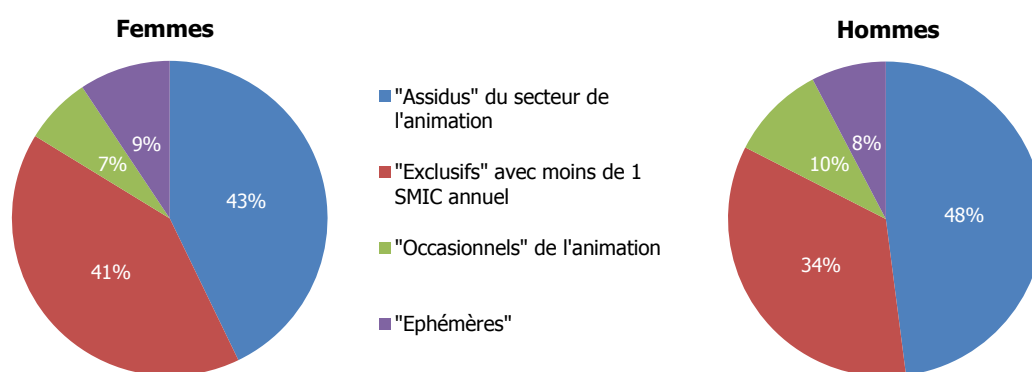 Femmes
Hommes
"Assidus" du secteur de
l'animation
"Exclusifs" avec moins de 1
SMIC annuel
"Occasionnels" de l'animation
"Ephémères"
43%
41%
7%
9%
48%
34%
10%
8%